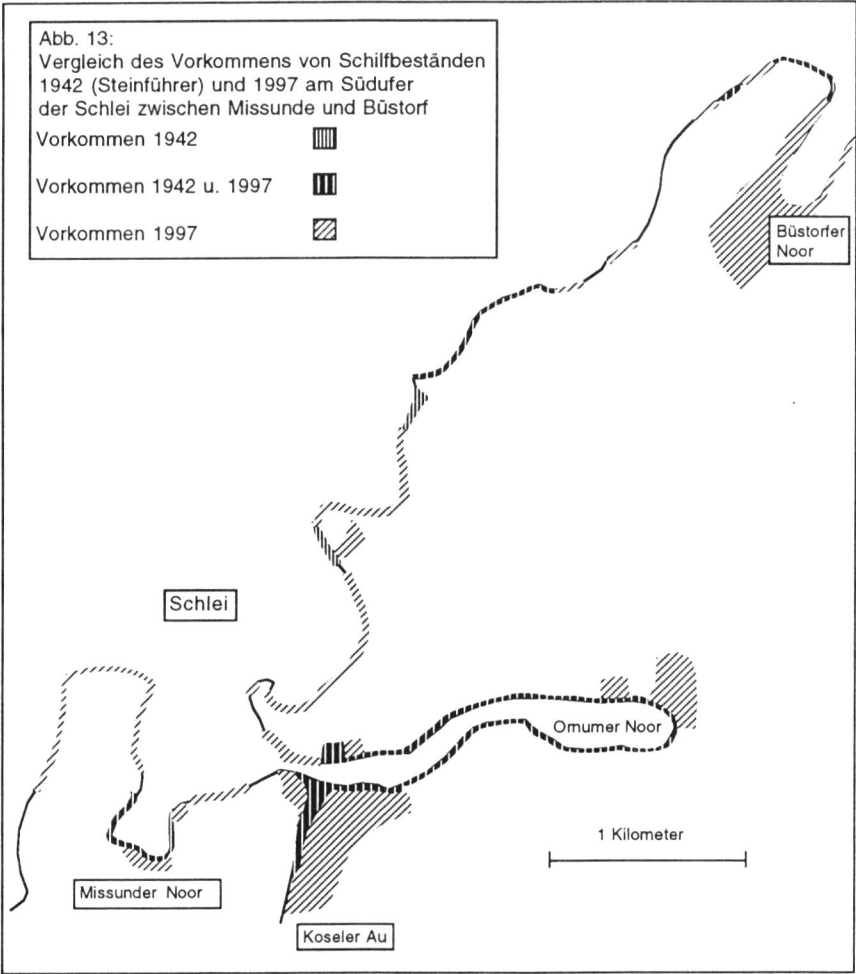 Abb. 13:
Vergleich des Vorkommens von Schilfbeständen
1942 (Steinführer) und 1997 am Südufer
der Schlei zwischen Missunde und Büstorf
Vorkommen 1942
Vorkommen 1942 u. 1997
Vorkommen 1997
Büstorfer
Noor
Schlei
Ornumer Noor
1 Kilometer
Missunder Noor
Koseler Au